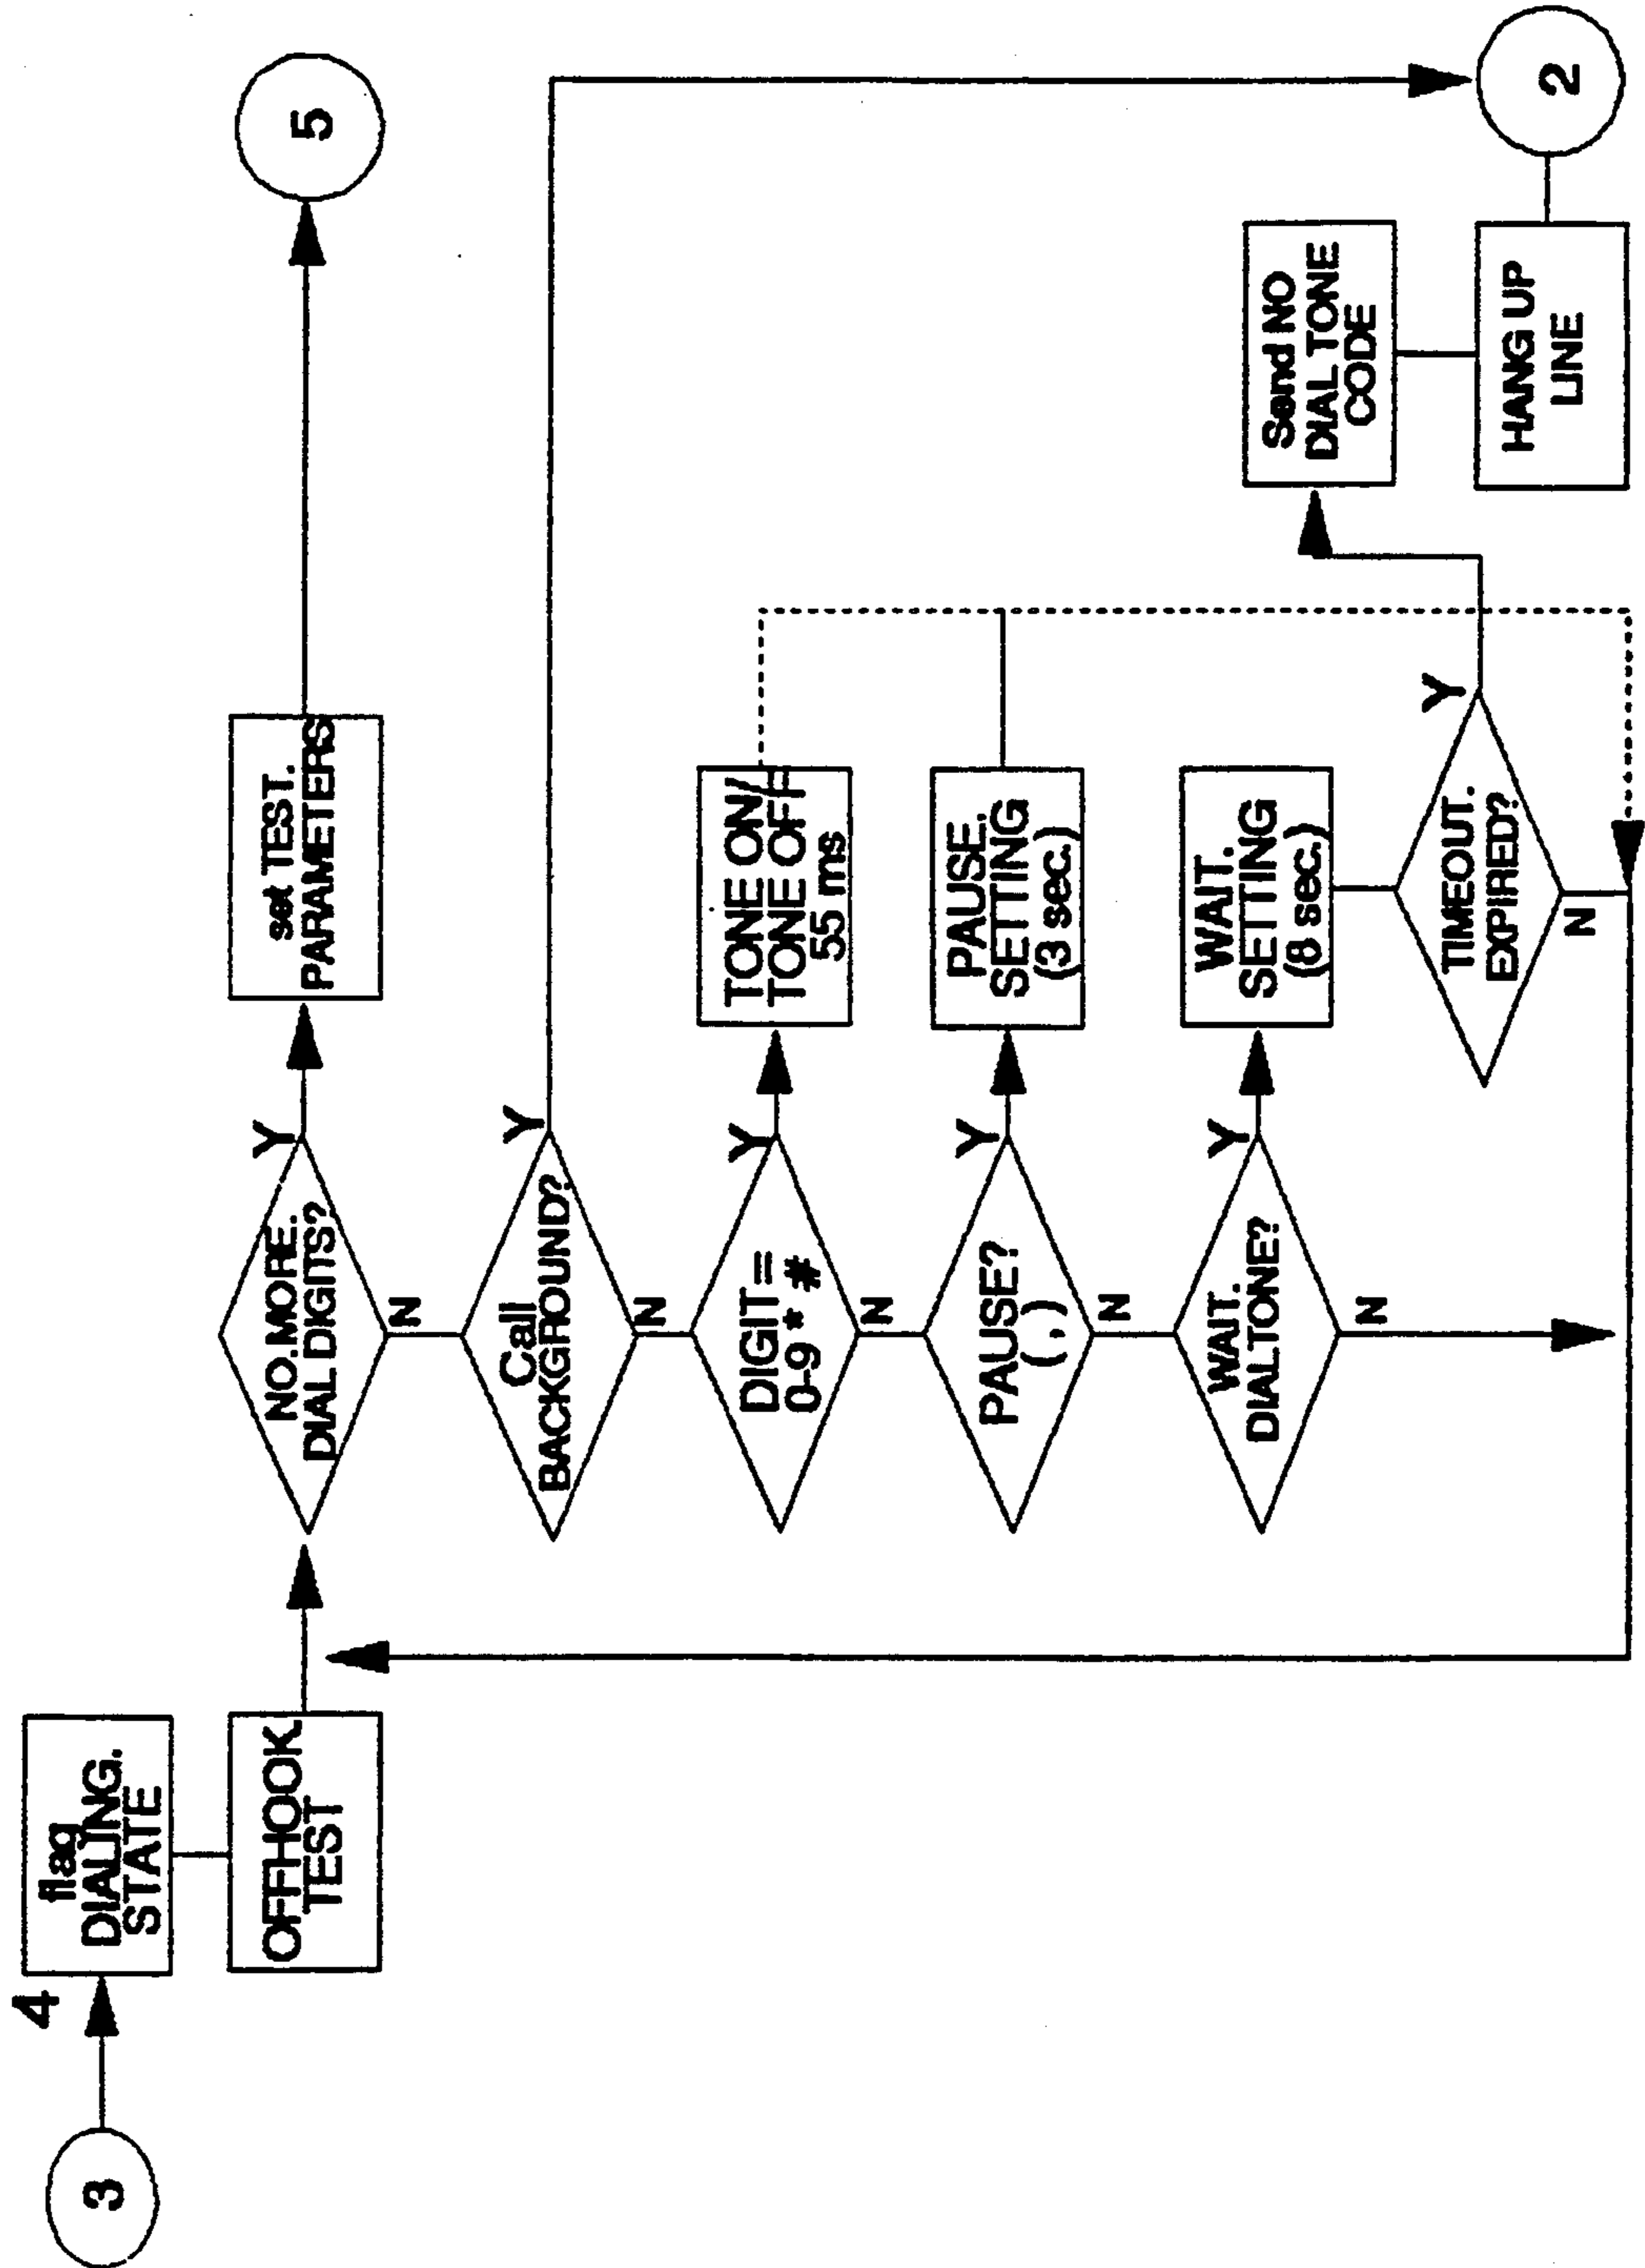 3
4
flag
DIALING.
STATE
OFFHOOK.
TEST
NO.MORE.
DIAL DIGITS?
Y
N
set TEST.
PARAMETERS
5
Call
BACKGROUND?
Y
N
DIGIT =
0-9 * #
Y
N
TONE ON/
TONE OFF
55 ms
PAUSE?
( , )
Y
N
PAUSE.
SETTING
(3 sec.)
WAIT.
DIALTONE?
Y
N
WAIT.
SETTING
(8 sec.)
TIMEOUT.
EXPIRED?
Y
N
Send NO
DIAL TONE
CODE
HANG UP
LINE
2